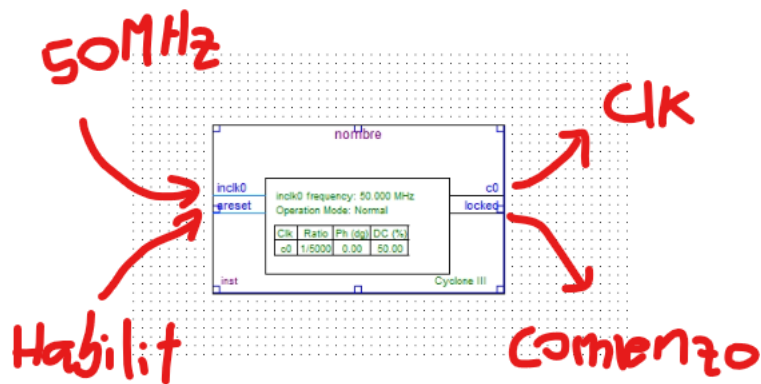 50MHz
Clk
nombre
inclk0
c0
areset
locked
inclk0 frequency: 50.000 MHz
Operation Mode: Normal
Clk Ratio Ph (dg) DC (%)
c0 1/5000 0.00 50.00
inst
Cyclone III
Habilit
Comienzo